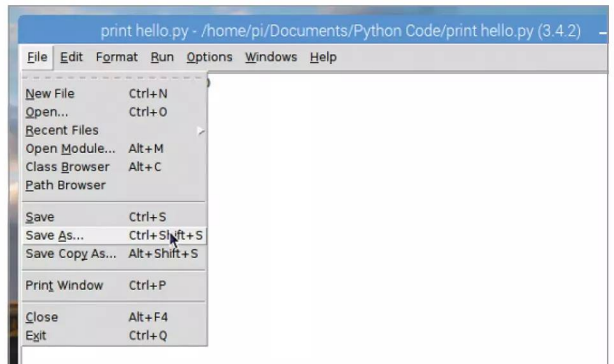 print hello.py - /home/pi/Documents/Python Code/print hello.py (3.4.2)
File Edit Format Run Options Windows Help
)
New File Ctrl+N
Open... Ctrl+O
Recent Files
Open Module... Alt+M
Class Browser Alt+C
Path Browser
Save Ctrl+S
Save As... Ctrl+Shift+S
Save Copy As... Alt+Shift+S
Print Window Ctrl+P
Close Alt+F4
Exit Ctrl+Q